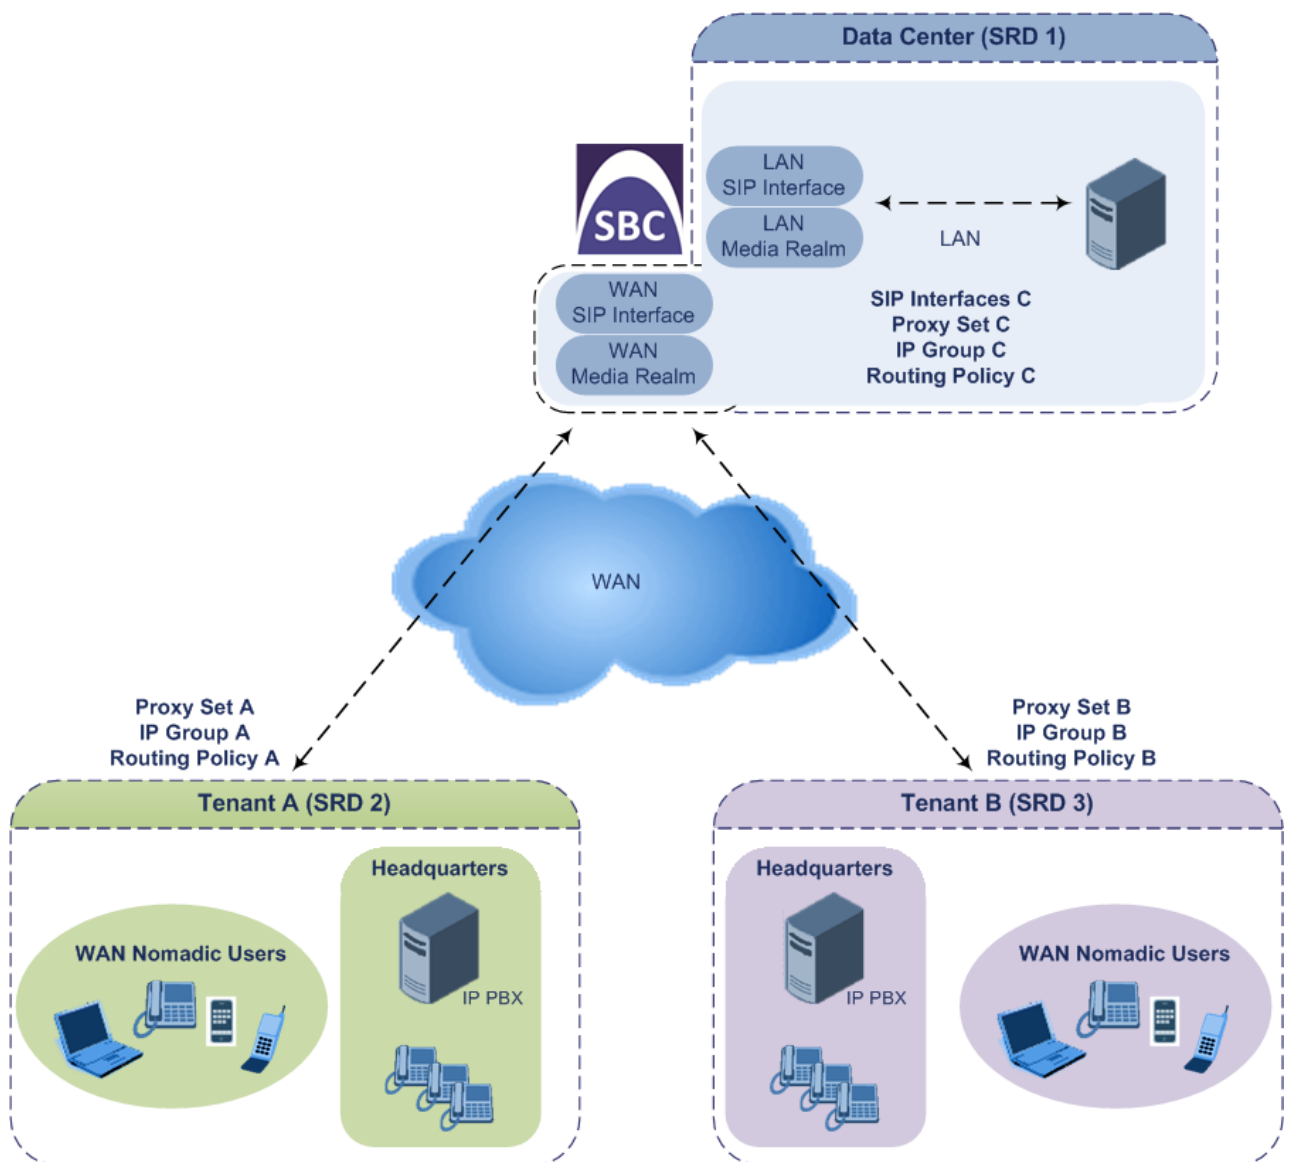 Data Center (SRD 1)
LAN
SIP Interface
LAN
Media Realm
LAN
SBC
WAN
SIP Interface
WAN
Media Realm
SIP Interfaces C
Proxy Set C
IP Group C
Routing Policy C
WAN
Proxy Set A
IP Group A
Routing Policy A
Proxy Set B
IP Group B
Routing Policy B
Tenant A (SRD 2)
WAN Nomadic Users
Headquarters
IP PBX
Tenant B (SRD 3)
Headquarters
IP PBX
WAN Nomadic Users